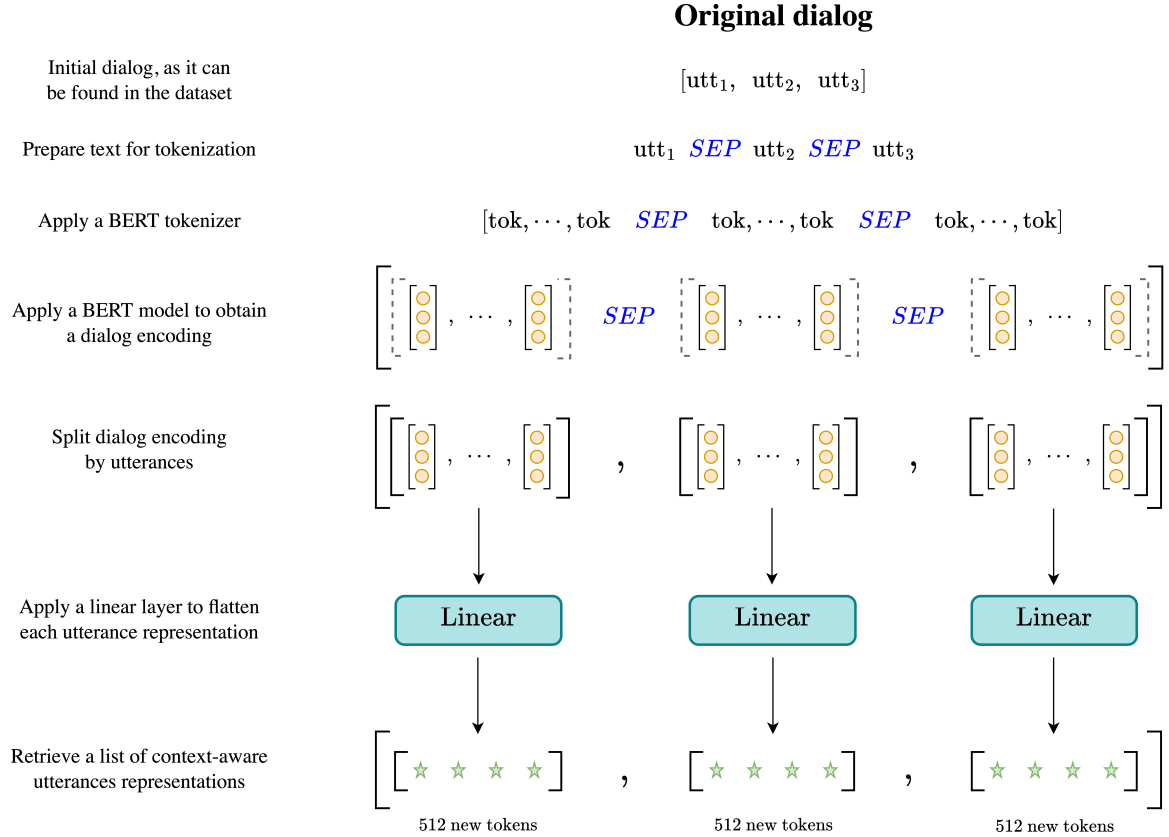 Original dialog
Initial dialog, as it can
be found in the dataset
[utt₁, utt₂, utt₃]
Prepare text for tokenization
utt₁ SEP utt₂ SEP utt₃
Apply a BERT tokenizer
[tok, ⋯, tok SEP tok, ⋯, tok SEP tok, ⋯, tok]
Apply a BERT model to obtain
a dialog encoding
, ⋯ , SEP , ⋯ , SEP , ⋯ ,
Split dialog encoding
by utterances
, ⋯ , , , ⋯ , , , ⋯ ,
Apply a linear layer to flatten
each utterance representation
Linear Linear Linear
Retrieve a list of context-aware
utterances representations
, ,
512 new tokens 512 new tokens 512 new tokens